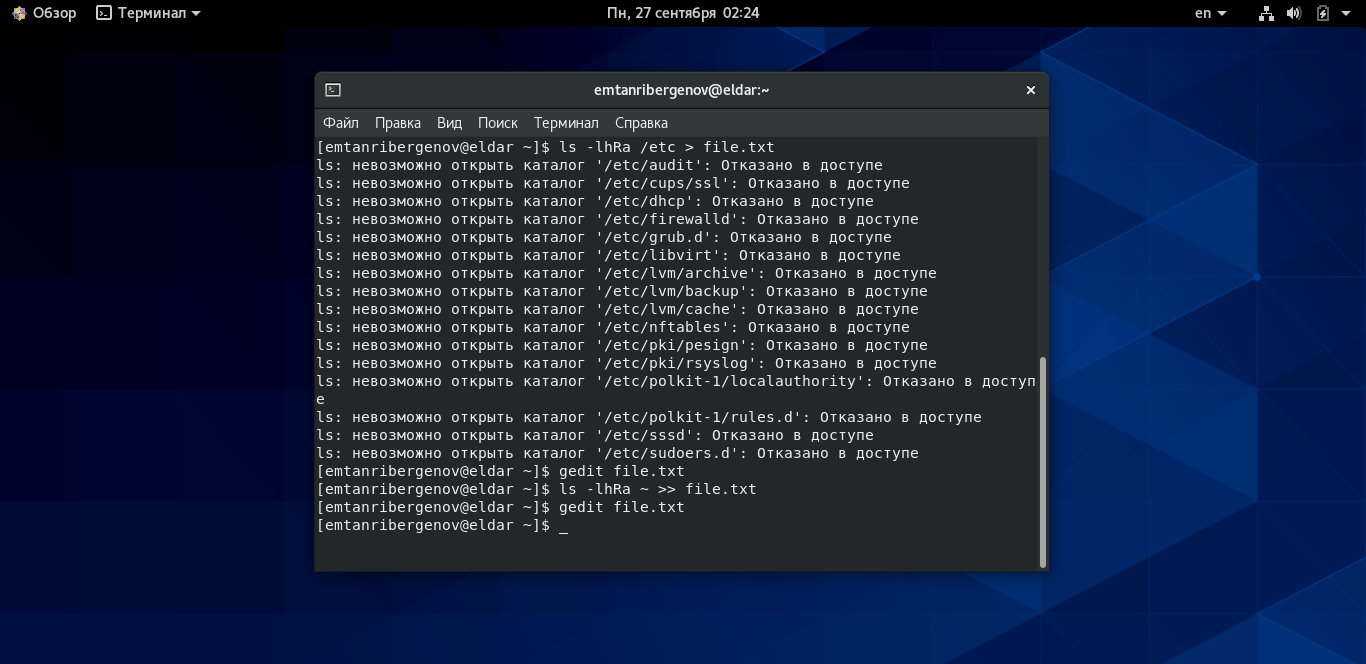 Обзор Терминал Пн, 27 сентября 02:24 en
emtanribergenov@eldar:~
Файл Правка Вид Поиск Терминал Справка
[emtanribergenov@eldar ~]$ ls -lhRa /etc > file.txt
ls: невозможно открыть каталог '/etc/audit': Отказано в доступе
ls: невозможно открыть каталог '/etc/cups/ssl': Отказано в доступе
ls: невозможно открыть каталог '/etc/dhcp': Отказано в доступе
ls: невозможно открыть каталог '/etc/firewalld': Отказано в доступе
ls: невозможно открыть каталог '/etc/grub.d': Отказано в доступе
ls: невозможно открыть каталог '/etc/libvirt': Отказано в доступе
ls: невозможно открыть каталог '/etc/lvm/archive': Отказано в доступе
ls: невозможно открыть каталог '/etc/lvm/backup': Отказано в доступе
ls: невозможно открыть каталог '/etc/lvm/cache': Отказано в доступе
ls: невозможно открыть каталог '/etc/nftables': Отказано в доступе
ls: невозможно открыть каталог '/etc/pki/pesign': Отказано в доступе
ls: невозможно открыть каталог '/etc/pki/rsyslog': Отказано в доступе
ls: невозможно открыть каталог '/etc/polkit-1/localauthority': Отказано в доступ
е
ls: невозможно открыть каталог '/etc/polkit-1/rules.d': Отказано в доступе
ls: невозможно открыть каталог '/etc/sssd': Отказано в доступе
ls: невозможно открыть каталог '/etc/sudoers.d': Отказано в доступе
[emtanribergenov@eldar ~]$ gedit file.txt
[emtanribergenov@eldar ~]$ ls -lhRa ~ >> file.txt
[emtanribergenov@eldar ~]$ gedit file.txt
[emtanribergenov@eldar ~]$ _